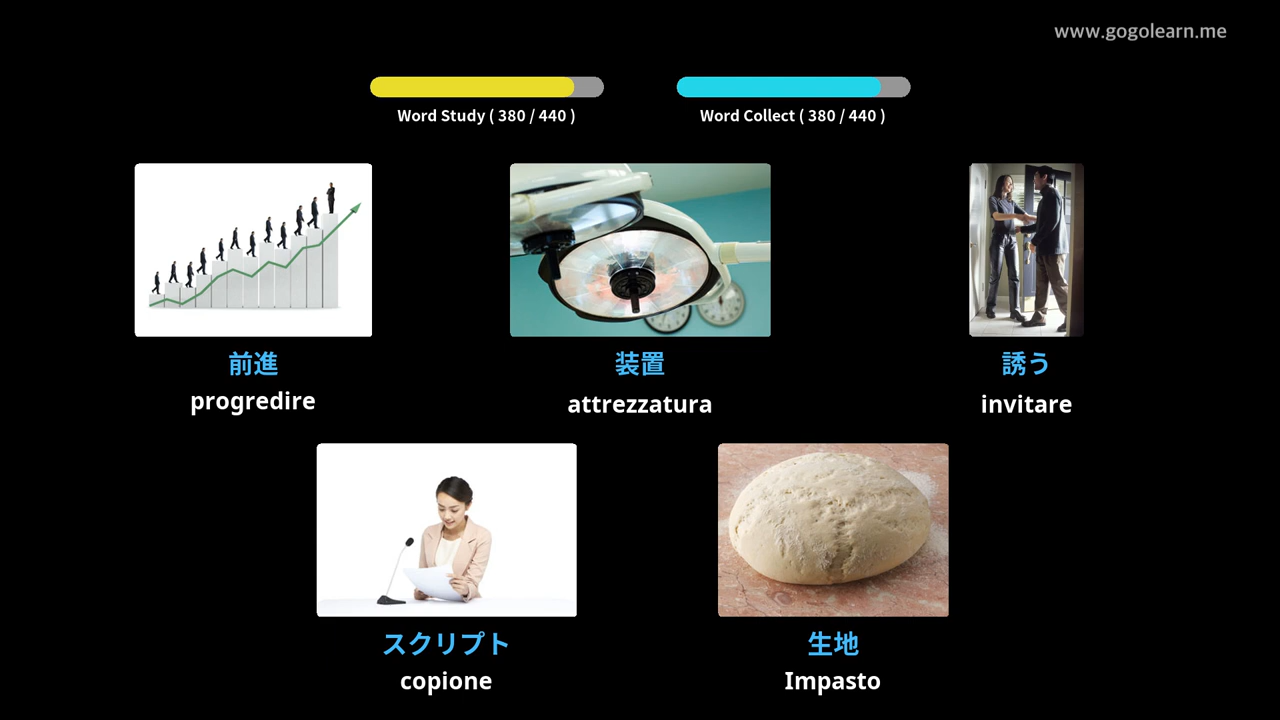 www.gogolearn.me
Word Study ( 380 / 440 )
Word Collect ( 380 / 440 )
前進
progredire
装置
attrezzatura
誘う
invitare
スクリプト
copione
生地
Impasto